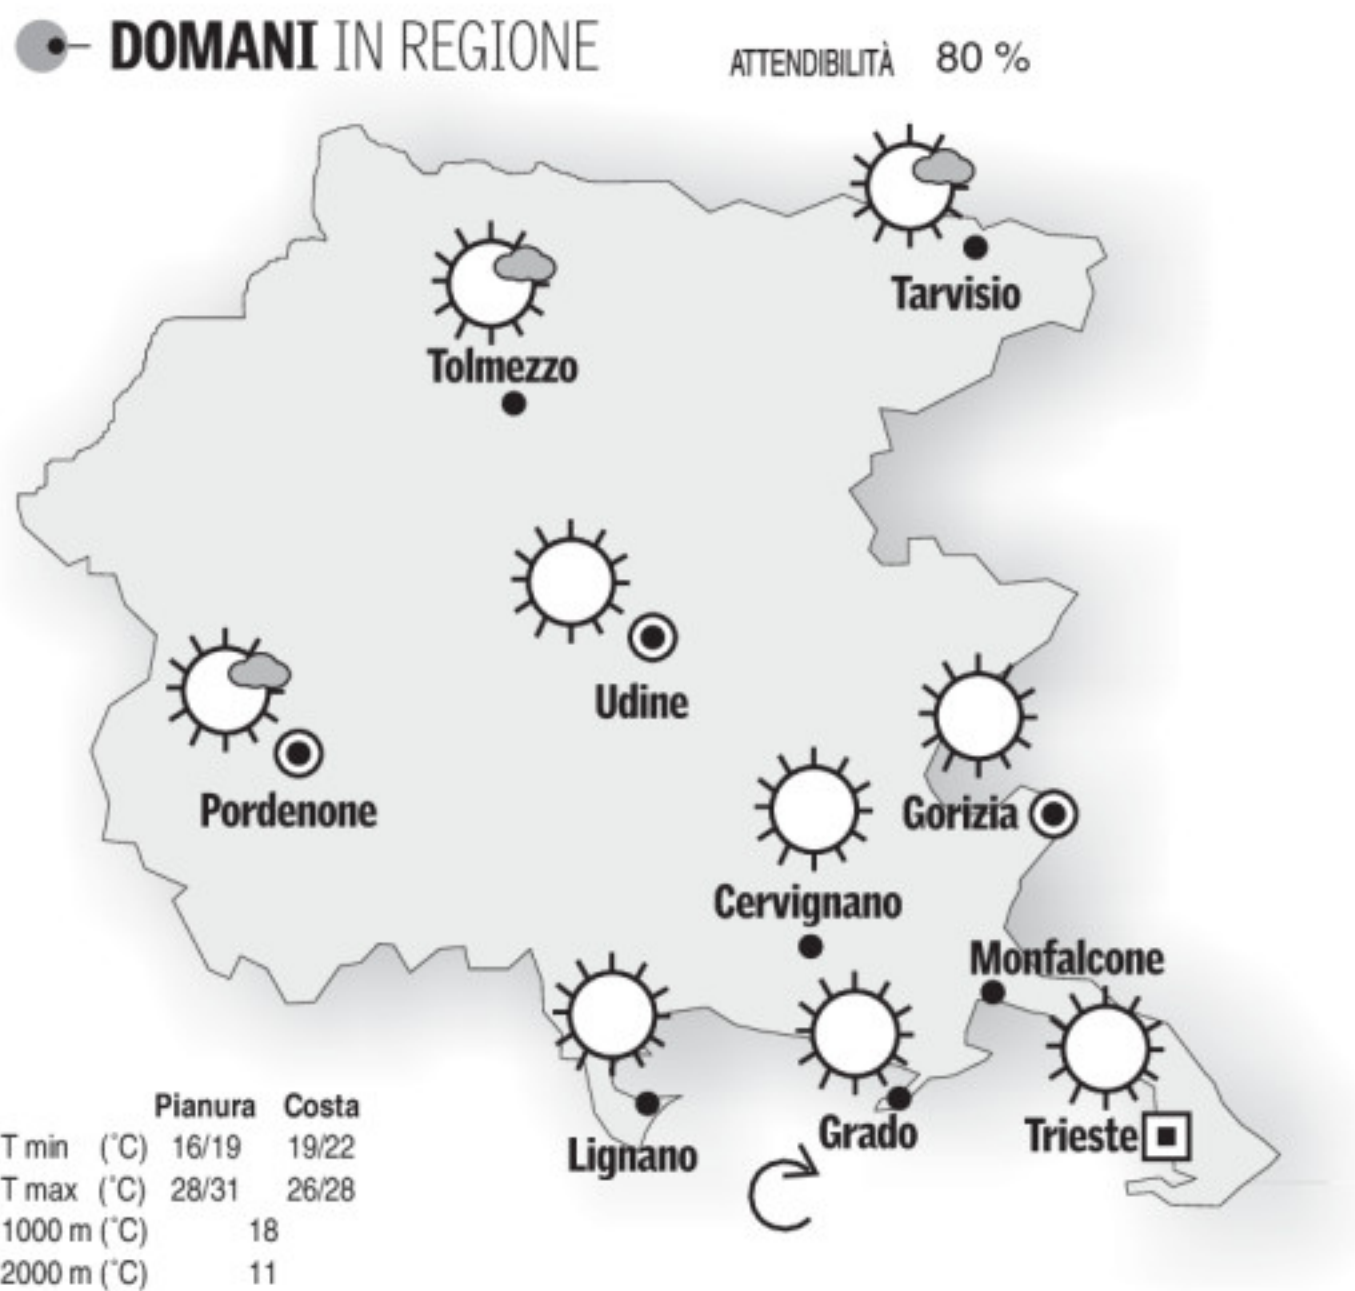 DOMANI IN REGIONE
ATTENDIBILITÀ 80 %
Tarvisio
Tolmezzo
Udine
Pordenone
Gorizia
Cervignano
Monfalcone
Grado
Trieste
Lignano
Pianura Costa
T min (°C) 16/19 19/22
T max (°C) 28/31 26/28
1000 m (°C) 18
2000 m (°C) 11